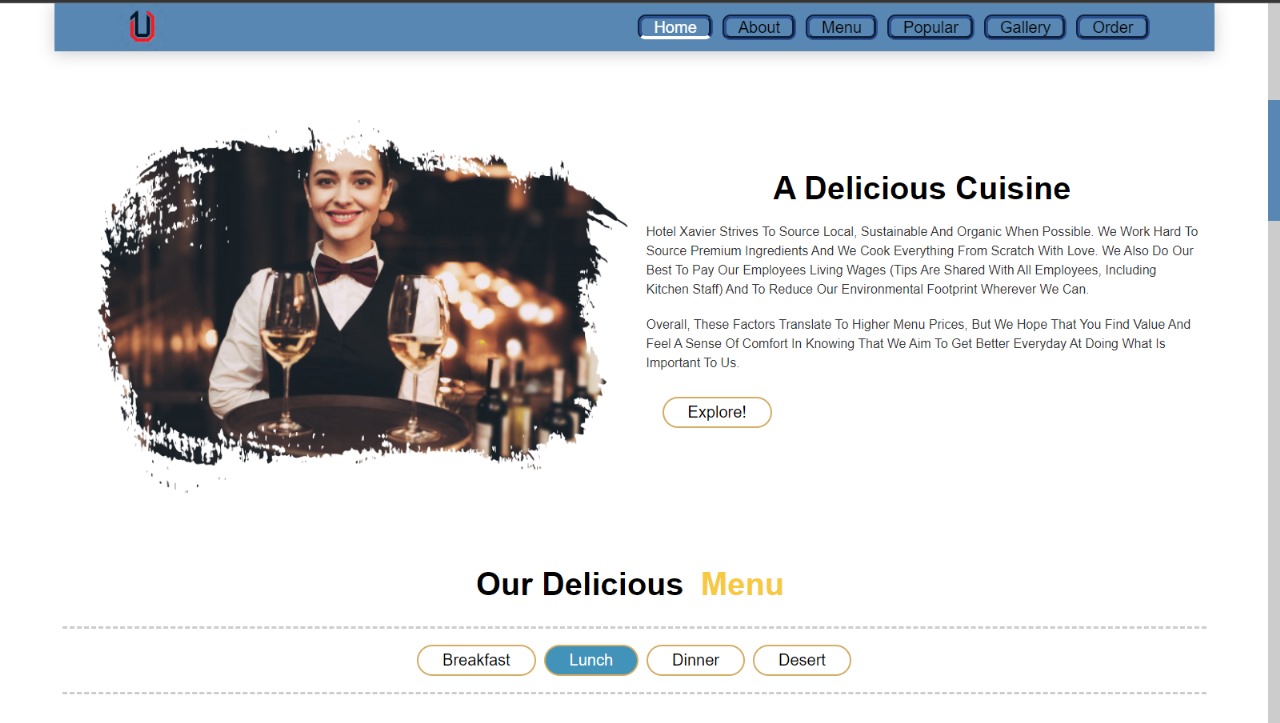 Home About Menu Popular Gallery Order
A Delicious Cuisine
Hotel Xavier Strives To Source Local, Sustainable And Organic When Possible. We Work Hard To
Source Premium Ingredients And We Cook Everything From Scratch With Love. We Also Do Our
Best To Pay Our Employees Living Wages (Tips Are Shared With All Employees, Including
Kitchen Staff) And To Reduce Our Environmental Footprint Wherever We Can.
Overall, These Factors Translate To Higher Menu Prices, But We Hope That You Find Value And
Feel A Sense Of Comfort In Knowing That We Aim To Get Better Everyday At Doing What Is
Important To Us.
Explore!
Our Delicious Menu
Breakfast Lunch Dinner Desert